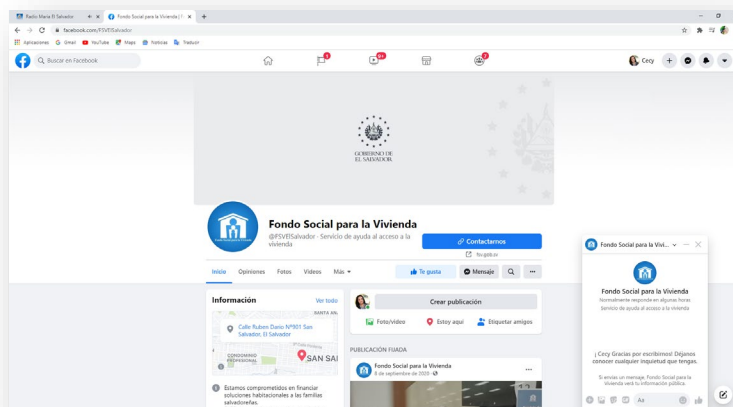 Radio Maria El Salvador
Fondo Social para la Vivienda | F
facebook.com/FSVElSalvador
Aplicaciones
Gmail
YouTube
Maps
Noticias
Traducir
Buscar en Facebook
Cecy
GOBIERNO DE
EL SALVADOR
Fondo Social para la Vivienda
@FSVElSalvador · Servicio de ayuda al acceso a la
vivienda
Contactarnos
fsv.gob.sv
Inicio
Opiniones
Fotos
Videos
Más
Te gusta
Mensaje
Información
Ver todo
Calle Ruben Dario Nº901 San
Salvador, El Salvador
CONDOMINIO
PROFESIONAL
SAN SAL
Estamos comprometidos en financiar
soluciones habitacionales a las familias
salvadoreñas.
Crear publicación
Foto/video
Estoy aquí
Etiquetar amigos
PUBLICACIÓN FIJADA
Fondo Social para la Vivienda
8 de septiembre de 2020
Fondo Social para la Vivi...
Fondo Social para la Vivienda
Normalmente responde en algunas horas
Servicio de ayuda al acceso a la vivienda
¡ Cecy Gracias por escribirnos! Déjanos
conocer cualquier inquietud que tengas.
Si envías un mensaje, Fondo Social para la
Vivienda verá tu información pública.
Aa